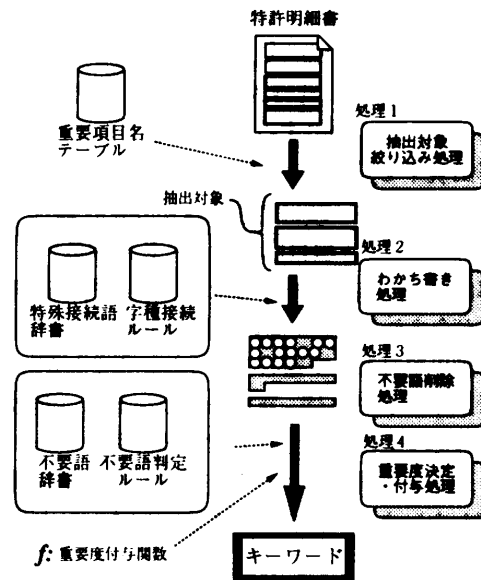 特許明細書
重要項目名
テーブル
処理1
抽出対象
絞り込み処理
抽出対象
処理2
わかち書き
処理
特殊接続語
辞書
字種接続
ルール
処理3
不要語削除
処理
不要語
辞書
不要語判定
ルール
処理4
重要度決定
・付与処理
f: 重要度付与関数
キーワード